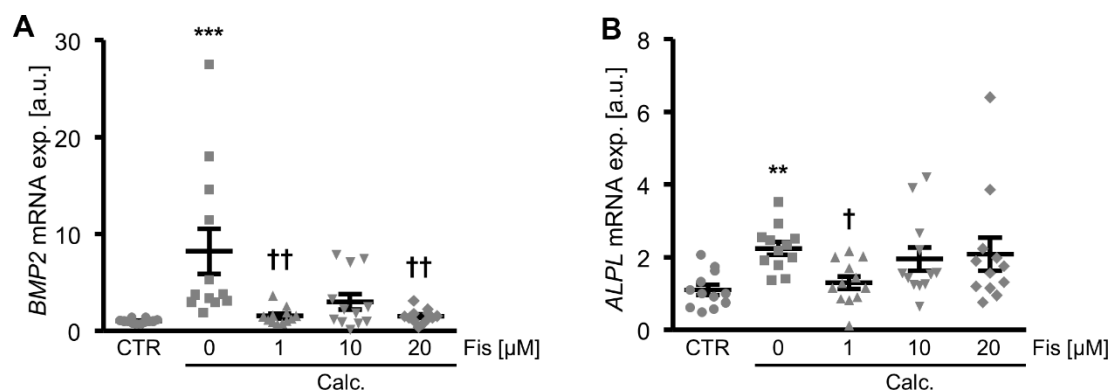 A
BMP2 mRNA exp. [a.u.]
30
20
10
0
***
††
††
CTR 0 1 10 20 Fis [µM]
Calc.
B
ALPL mRNA exp. [a.u.]
8
6
4
2
0
**
†
CTR 0 1 10 20 Fis [µM]
Calc.